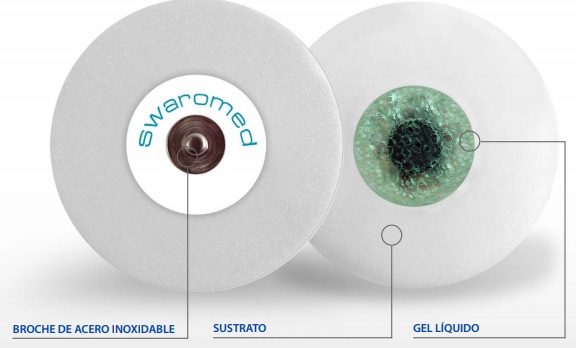 swaromed
BROCHE DE ACERO INOXIDABLE
SUSTRATO
GEL LÍQUIDO